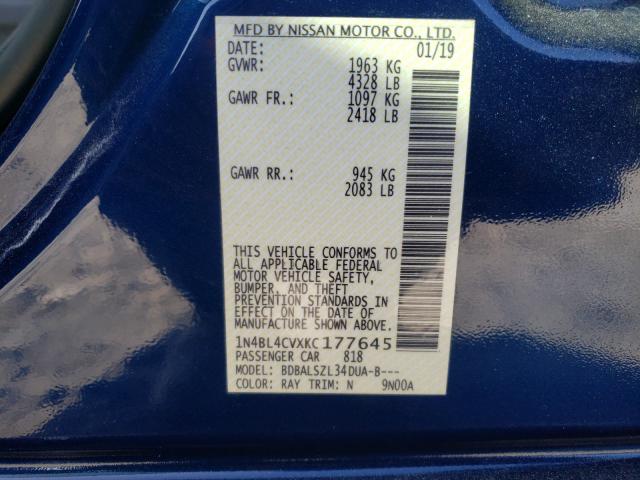 MFD BY NISSAN MOTOR CO., LTD.
DATE: 01/19
GVWR: 1963 KG
4328 LB
GAWR FR.: 1097 KG
2418 LB
GAWR RR.: 945 KG
2083 LB
THIS VEHICLE CONFORMS TO
ALL APPLICABLE FEDERAL
MOTOR VEHICLE SAFETY,
BUMPER, AND THEFT
PREVENTION STANDARDS IN
EFFECT ON THE DATE OF
MANUFACTURE SHOWN ABOVE.
1N4BL4CVXKC177645
PASSENGER CAR 818
MODEL: BDBALSZL34DUA-B---
COLOR: RAY TRIM: N 9N00A